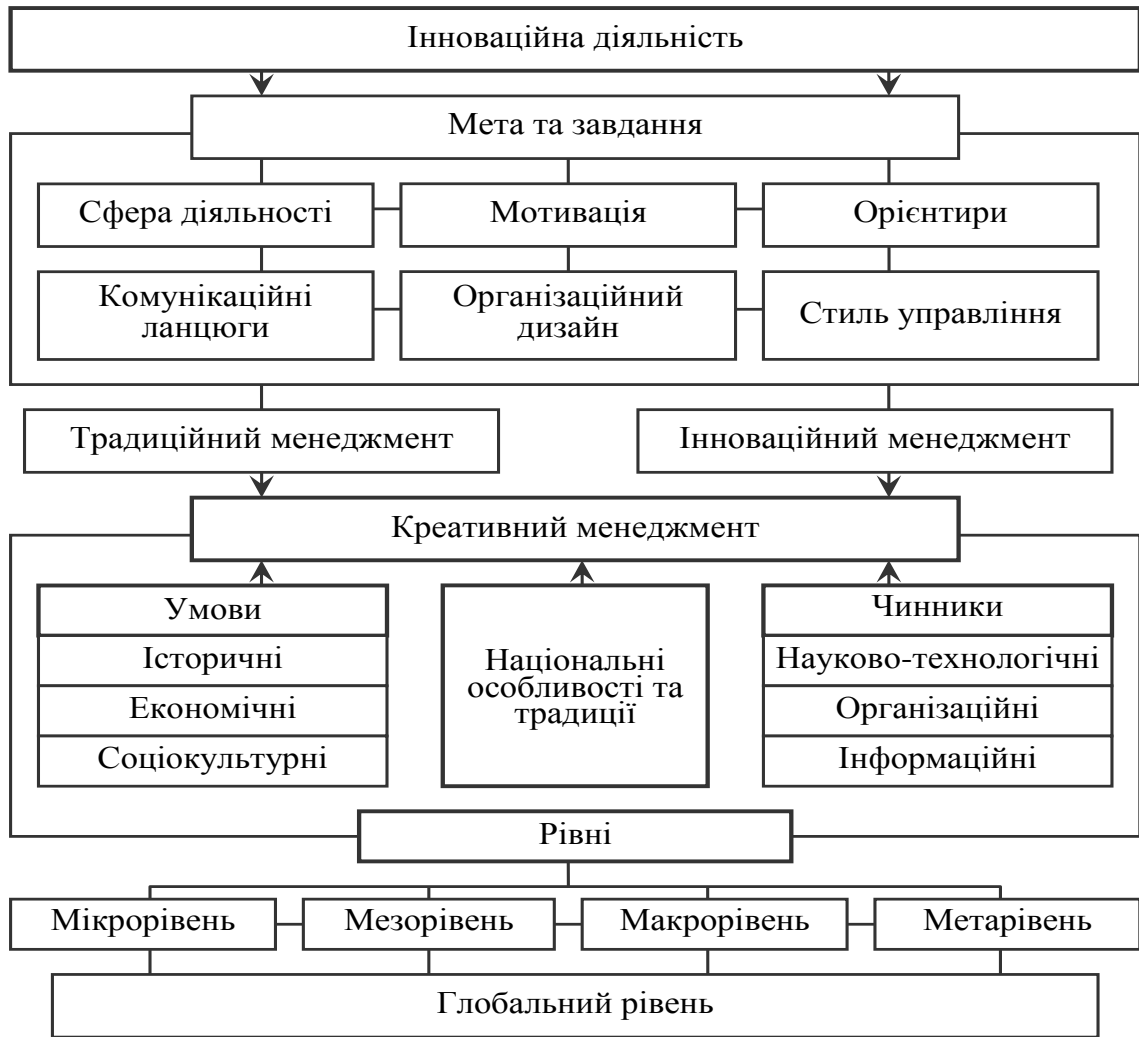 Інноваційна діяльність
Мета та завдання
Сфера діяльності
Мотивація
Орієнтири
Комунікаційні
ланцюги
Організаційний
дизайн
Стиль управління
Традиційний менеджмент
Інноваційний менеджмент
Креативний менеджмент
Умови
Історичні
Економічні
Соціокультурні
Національні
особливості та
традиції
Чинники
Науково-технологічні
Організаційні
Інформаційні
Рівні
Мікрорівень
Мезорівень
Макрорівень
Метарівень
Глобальний рівень